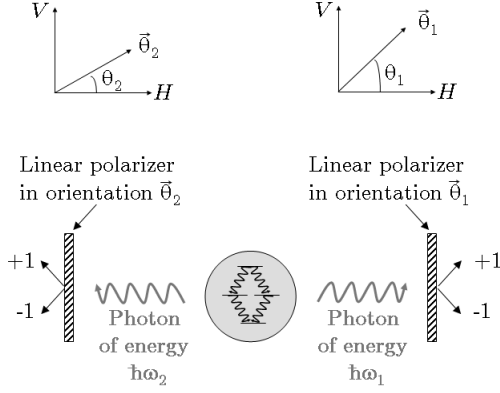 V
θ⃗₂
θ₂
H
V
θ⃗₁
θ₁
H
Linear polarizer
in orientation θ⃗₂
Linear polarizer
in orientation θ⃗₁
+1
-1
Photon
of energy
ħω₂
Photon
of energy
ħω₁
+1
-1